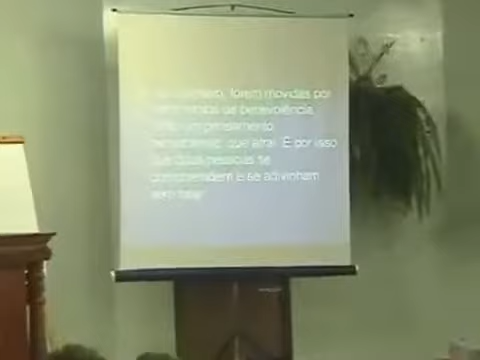 forem movidas por
de benevolência,
um pensamento
que atrai. É por isso
que duas pessoas se
compreendem e se adivinham
sem falar